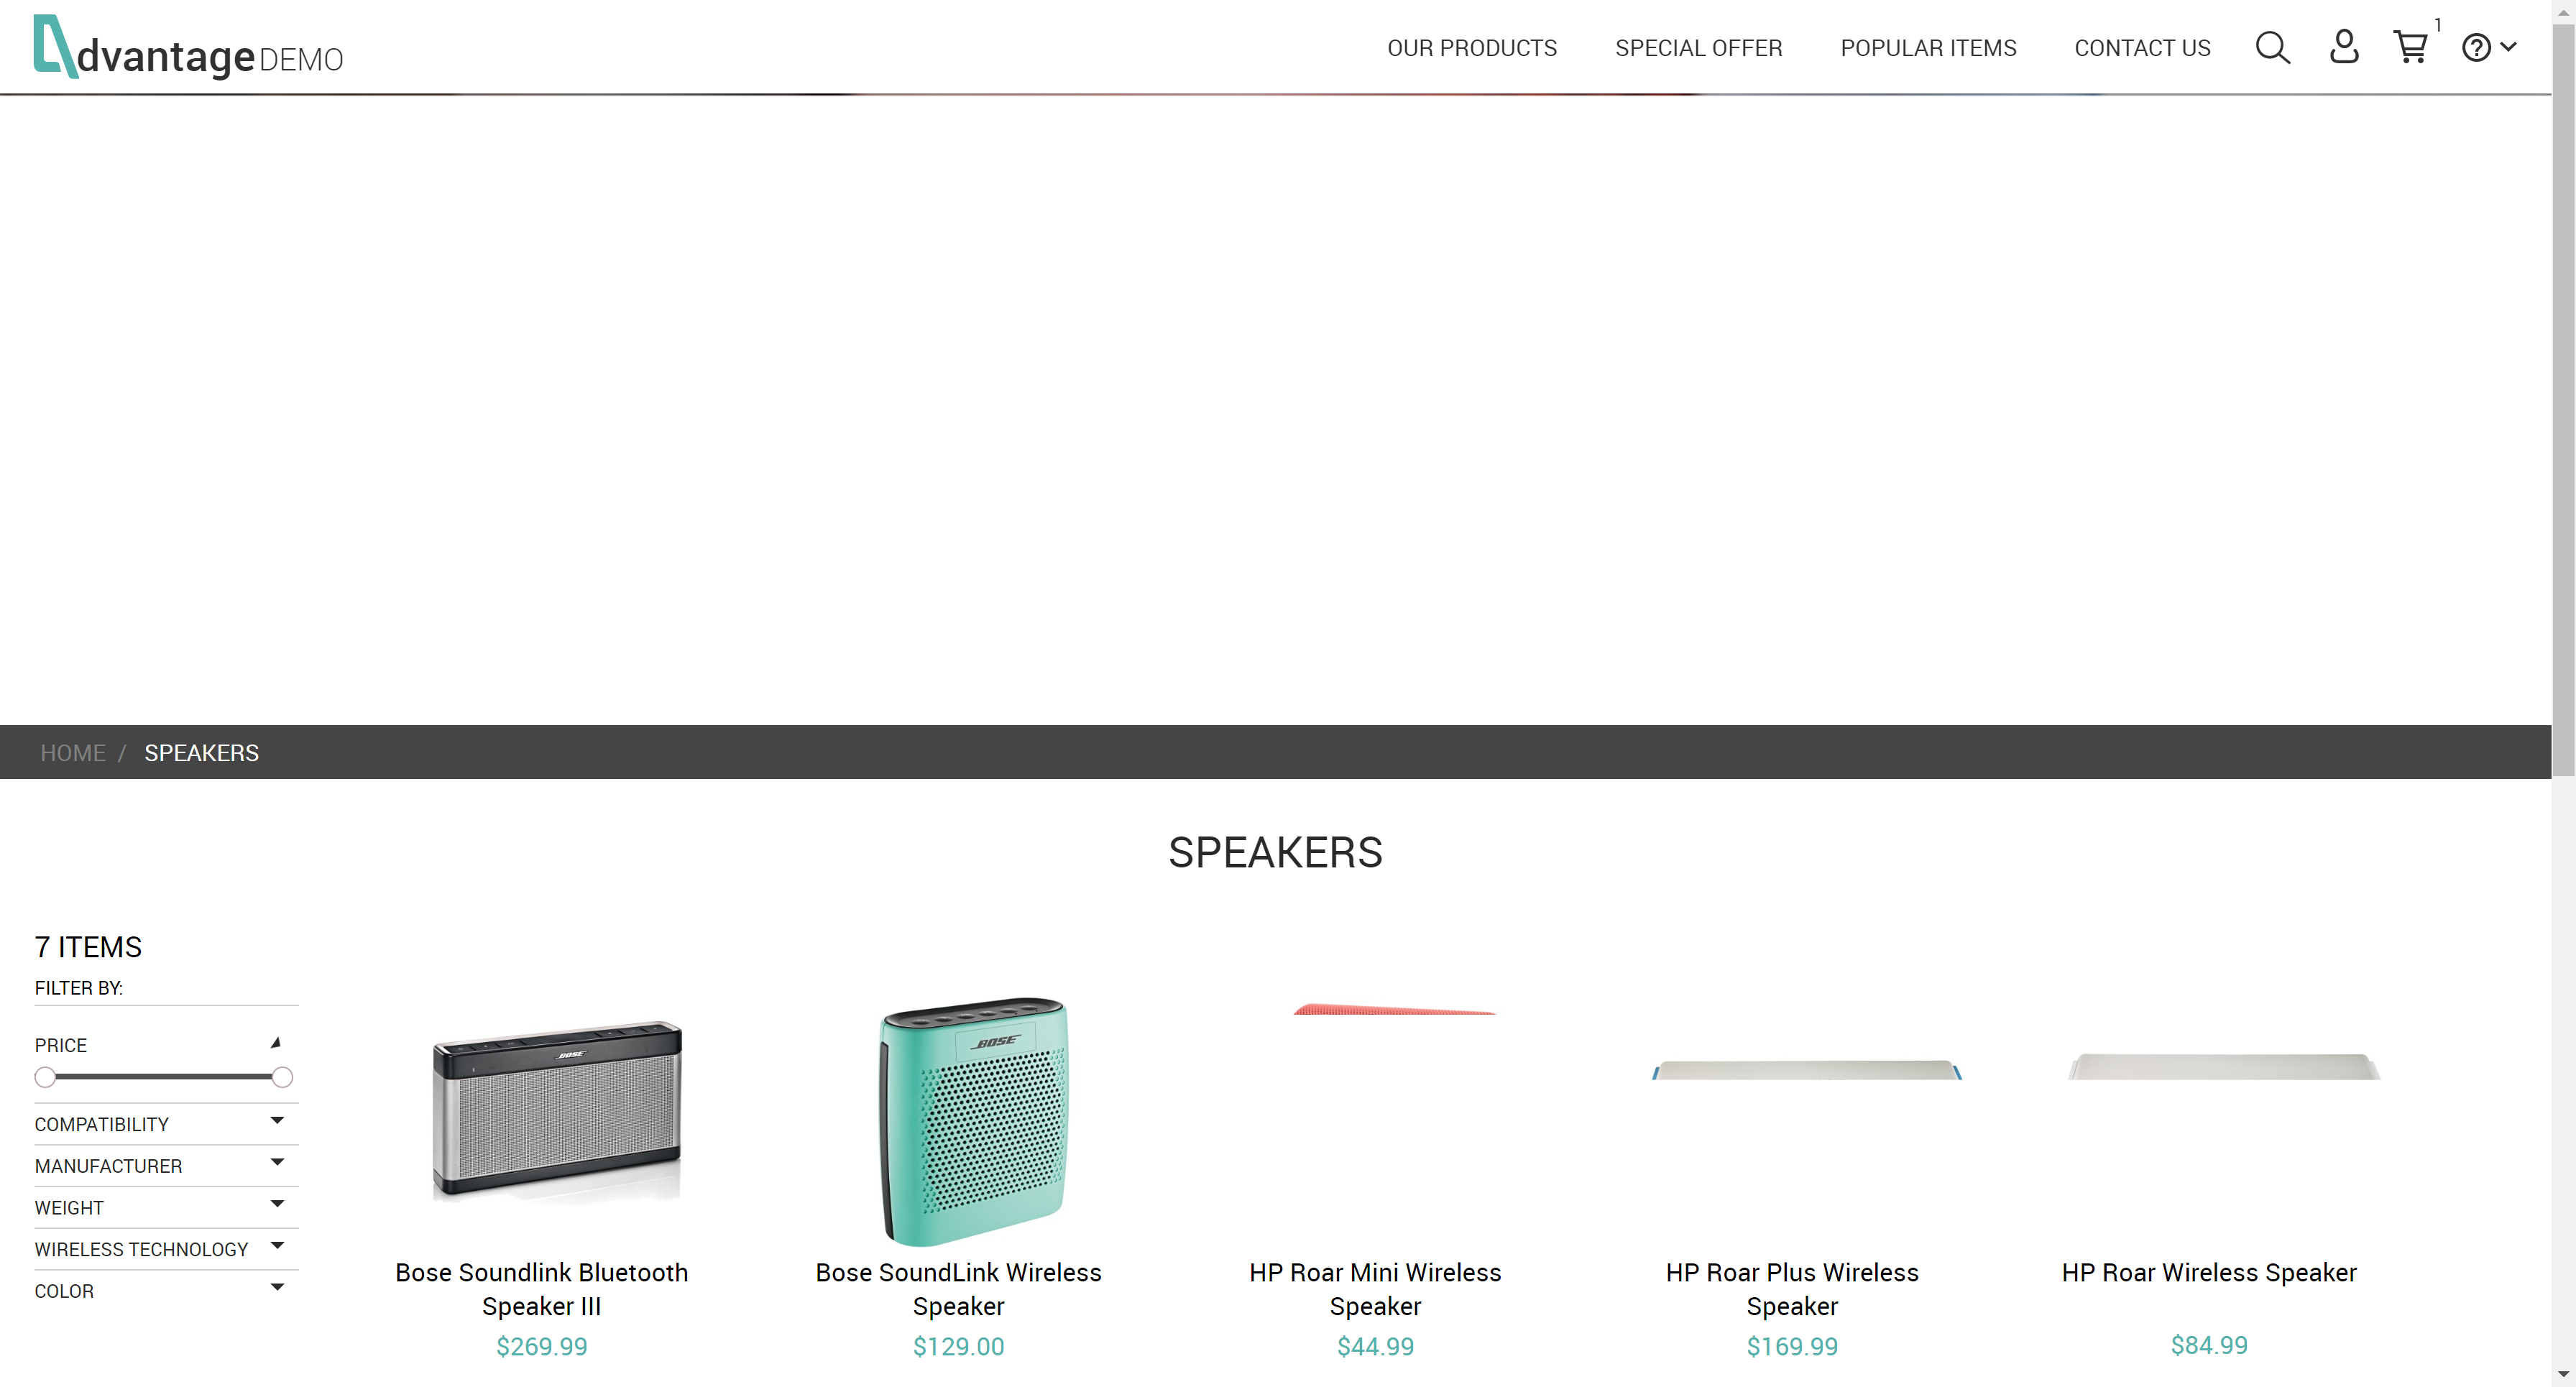 dvantage DEMO
OUR PRODUCTS SPECIAL OFFER POPULAR ITEMS CONTACT US 1
HOME / SPEAKERS
SPEAKERS
7 ITEMS
FILTER BY:
PRICE
COMPATIBILITY
MANUFACTURER
WEIGHT
WIRELESS TECHNOLOGY
COLOR
BOSE
Bose Soundlink Bluetooth
Speaker III
$269.99
BOSE
Bose SoundLink Wireless
Speaker
$129.00
HP Roar Mini Wireless
Speaker
$44.99
HP Roar Plus Wireless
Speaker
$169.99
HP Roar Wireless Speaker
$84.99